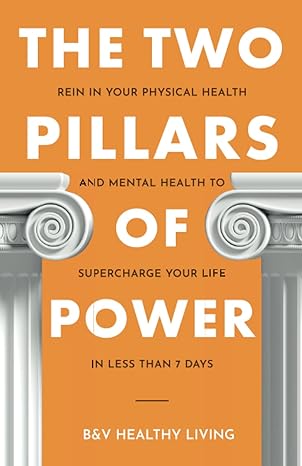 THE TWO
REIN IN YOUR PHYSICAL HEALTH
PILLARS
AND MENTAL HEALTH TO
OF
SUPERCHARGE YOUR LIFE
POWER
IN LESS THAN 7 DAYS
B&V HEALTHY LIVING